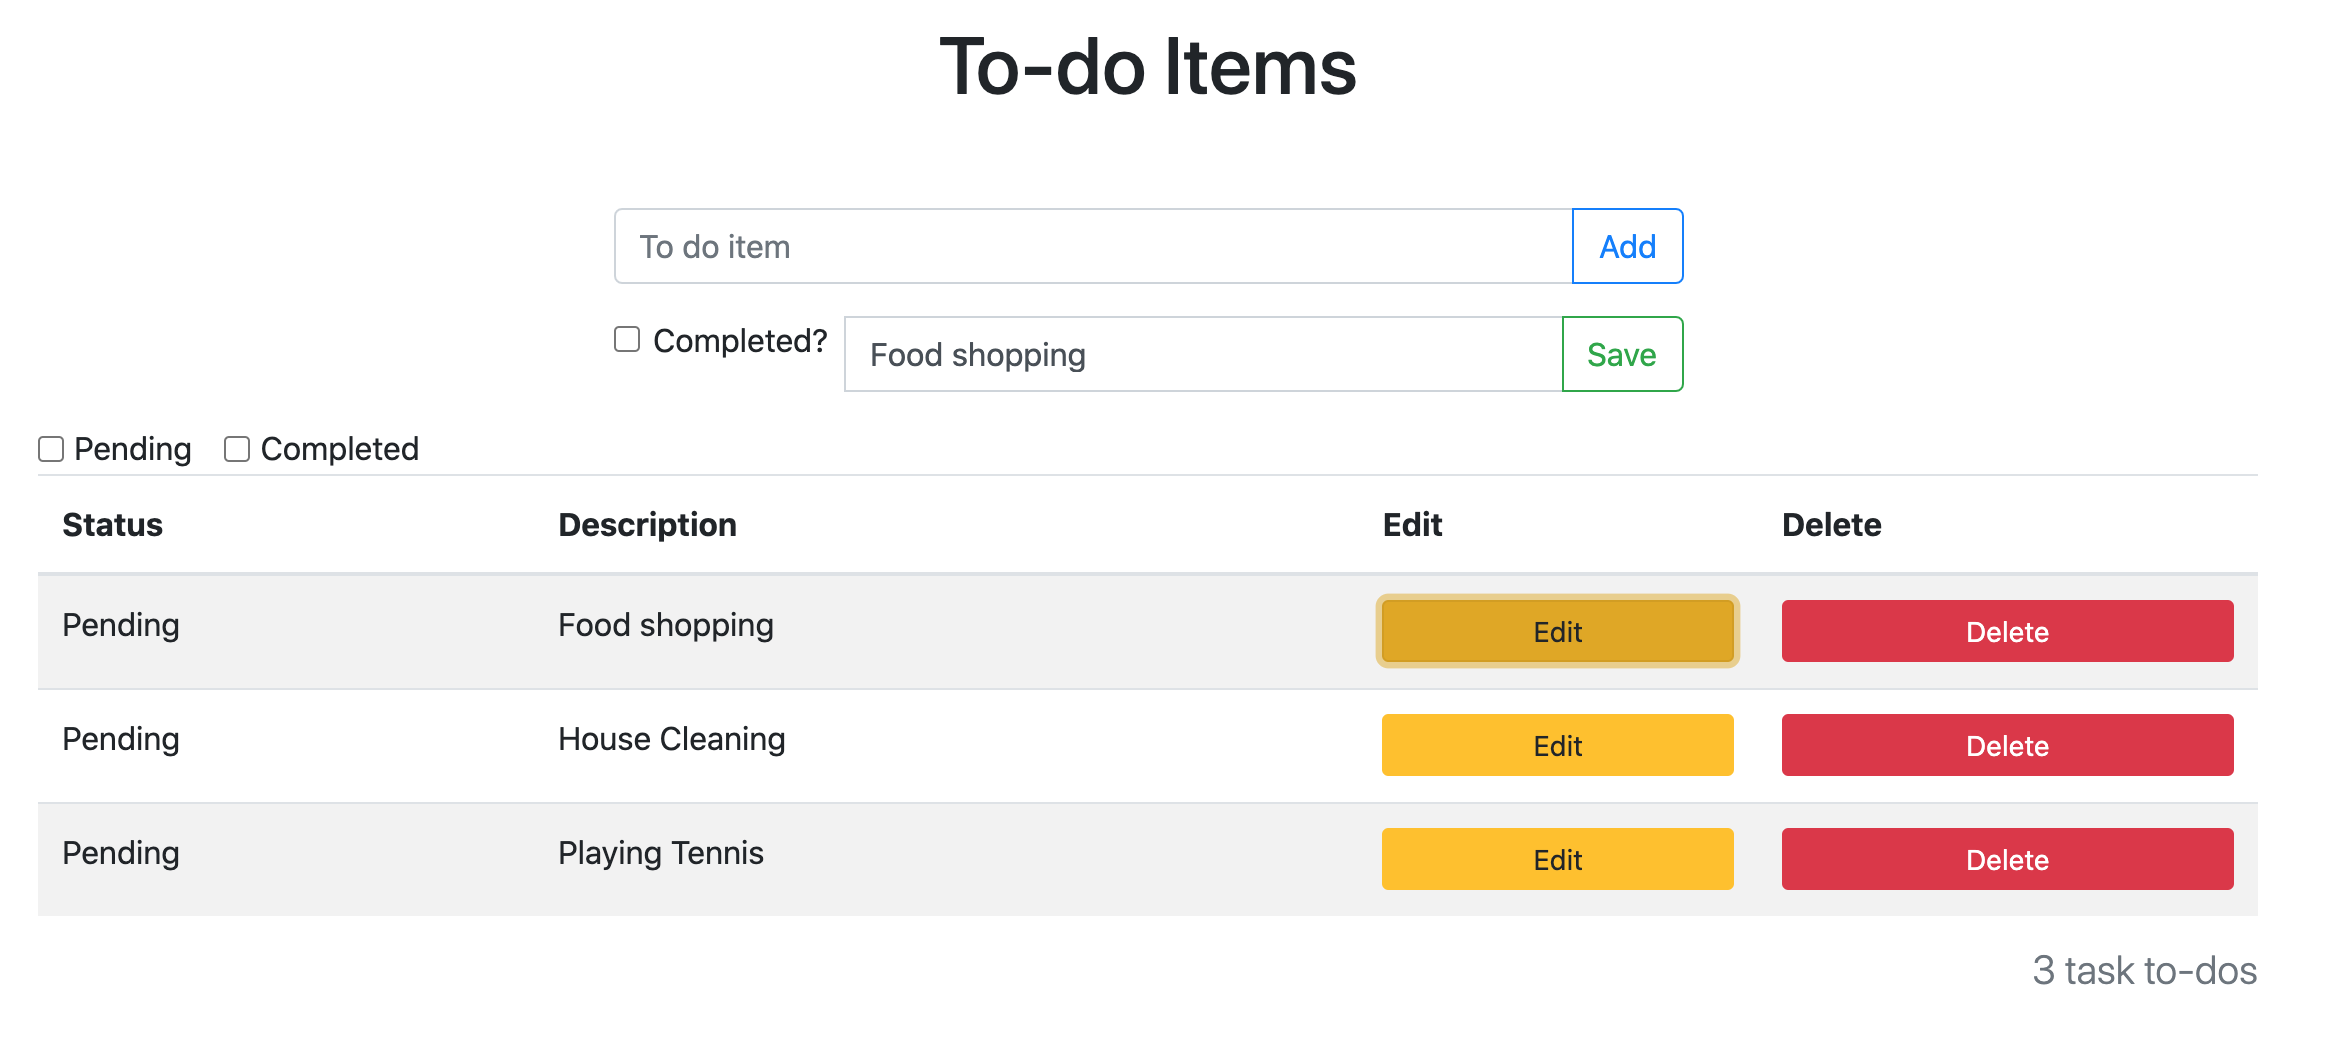 To-do Items
To do item Add
Completed? Food shopping Save
Pending Completed
Status Description Edit Delete
Pending Food shopping Edit Delete
Pending House Cleaning Edit Delete
Pending Playing Tennis Edit Delete
3 task to-dos